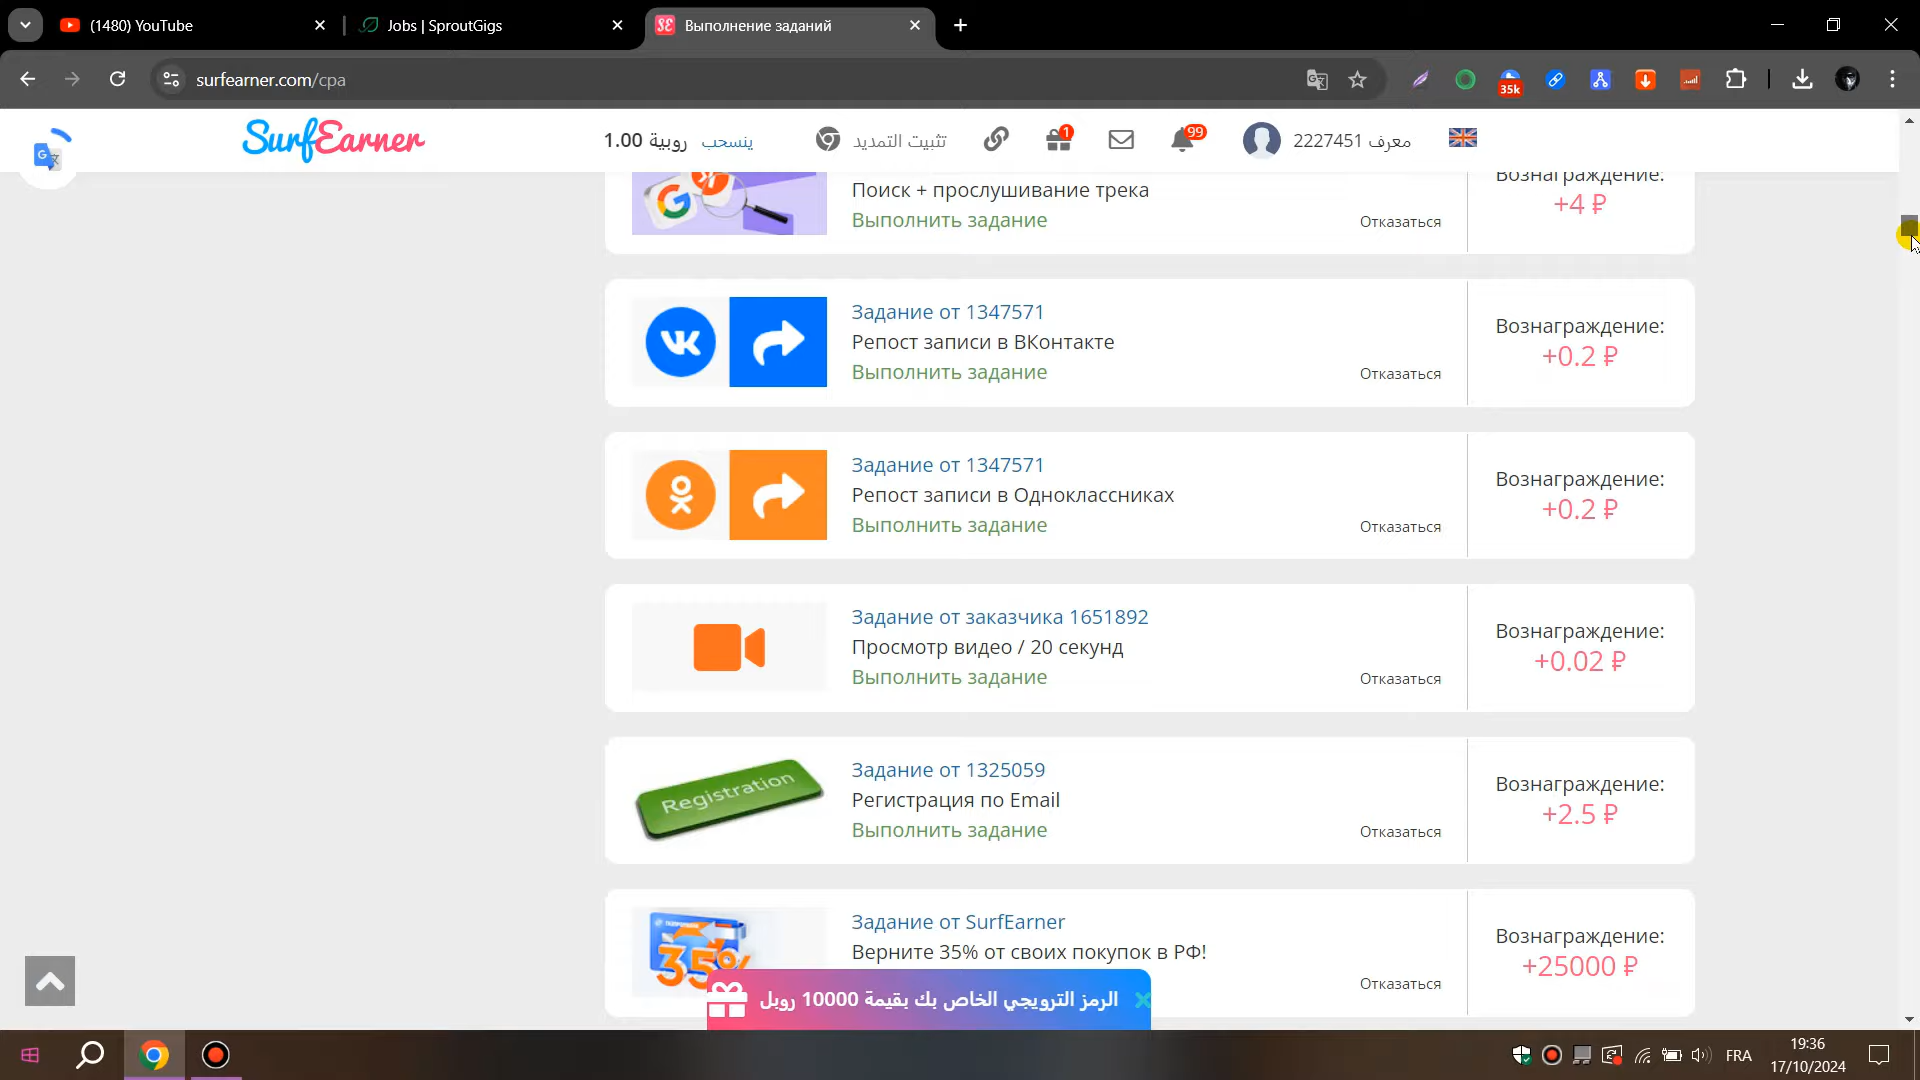 (1480) YouTube
Jobs | SproutGigs
Выполнение заданий
surfearner.com/cpa
35k
SurfEarner
1.00 روبية
ينسحب
تثبيت التمديد
1
99
معرف 2227451
Поиск + прослушивание трека
Выполнить задание
Отказаться
Вознаграждение:
+4 ₽
Задание от 1347571
Репост записи в ВКонтакте
Выполнить задание
Отказаться
Вознаграждение:
+0.2 ₽
Задание от 1347571
Репост записи в Одноклассниках
Выполнить задание
Отказаться
Вознаграждение:
+0.2 ₽
Задание от заказчика 1651892
Просмотр видео / 20 секунд
Выполнить задание
Отказаться
Вознаграждение:
+0.02 ₽
Registration
Задание от 1325059
Регистрация по Email
Выполнить задание
Отказаться
Вознаграждение:
+2.5 ₽
35%
Задание от SurfEarner
Верните 35% от своих покупок в РФ!
Отказаться
Вознаграждение:
+25000 ₽
الرمز الترويجي الخاص بك بقيمة 10000 روبل
FRA
19:36
17/10/2024